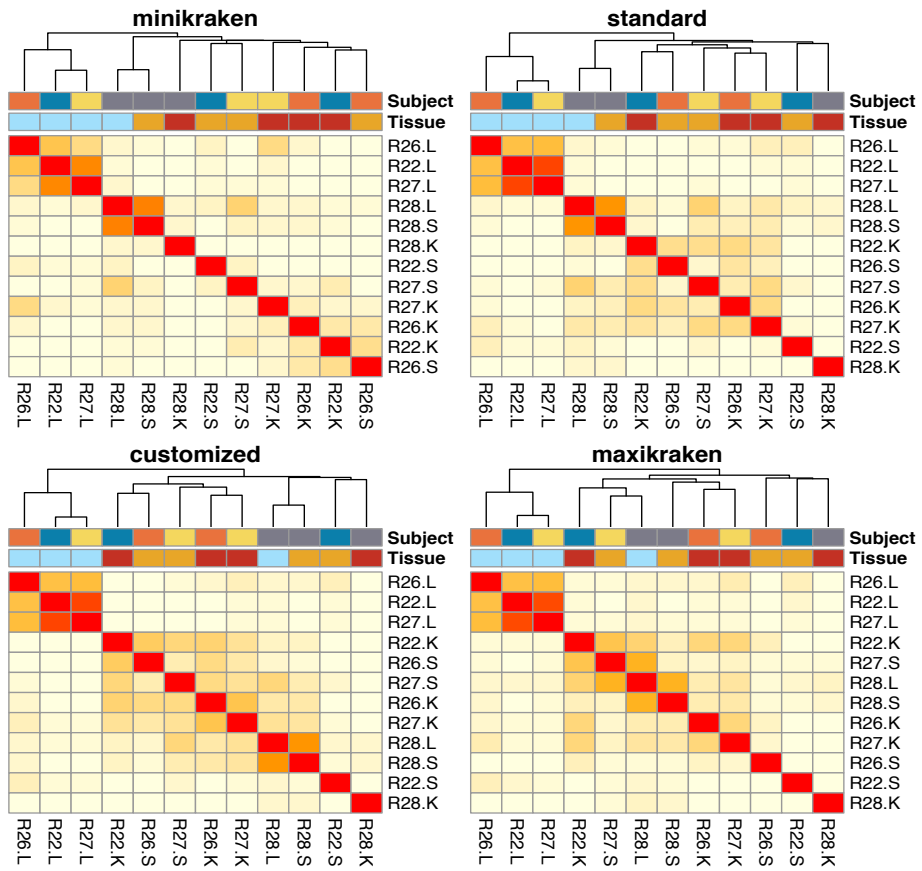 minikraken
Subject
Tissue
R26.L
R22.L
R27.L
R28.L
R28.S
R28.K
R22.S
R27.S
R27.K
R26.K
R22.K
R26.S
R26.L
R22.L
R27.L
R28.L
R28.S
R28.K
R22.S
R27.S
R27.K
R26.K
R22.K
R26.S
standard
Subject
Tissue
R26.L
R22.L
R27.L
R28.L
R28.S
R22.K
R26.S
R27.S
R26.K
R27.K
R22.S
R28.K
R26.L
R22.L
R27.L
R28.L
R28.S
R22.K
R26.S
R27.S
R26.K
R27.K
R22.S
R28.K
customized
Subject
Tissue
R26.L
R22.L
R27.L
R22.K
R26.S
R27.S
R26.K
R27.K
R28.L
R28.S
R22.S
R28.K
R26.L
R22.L
R27.L
R22.K
R26.S
R27.S
R26.K
R27.K
R28.L
R28.S
R22.S
R28.K
maxikraken
Subject
Tissue
R26.L
R22.L
R27.L
R22.K
R27.S
R28.L
R28.S
R26.K
R27.K
R26.S
R22.S
R28.K
R26.L
R22.L
R27.L
R22.K
R27.S
R28.L
R28.S
R26.K
R27.K
R26.S
R22.S
R28.K